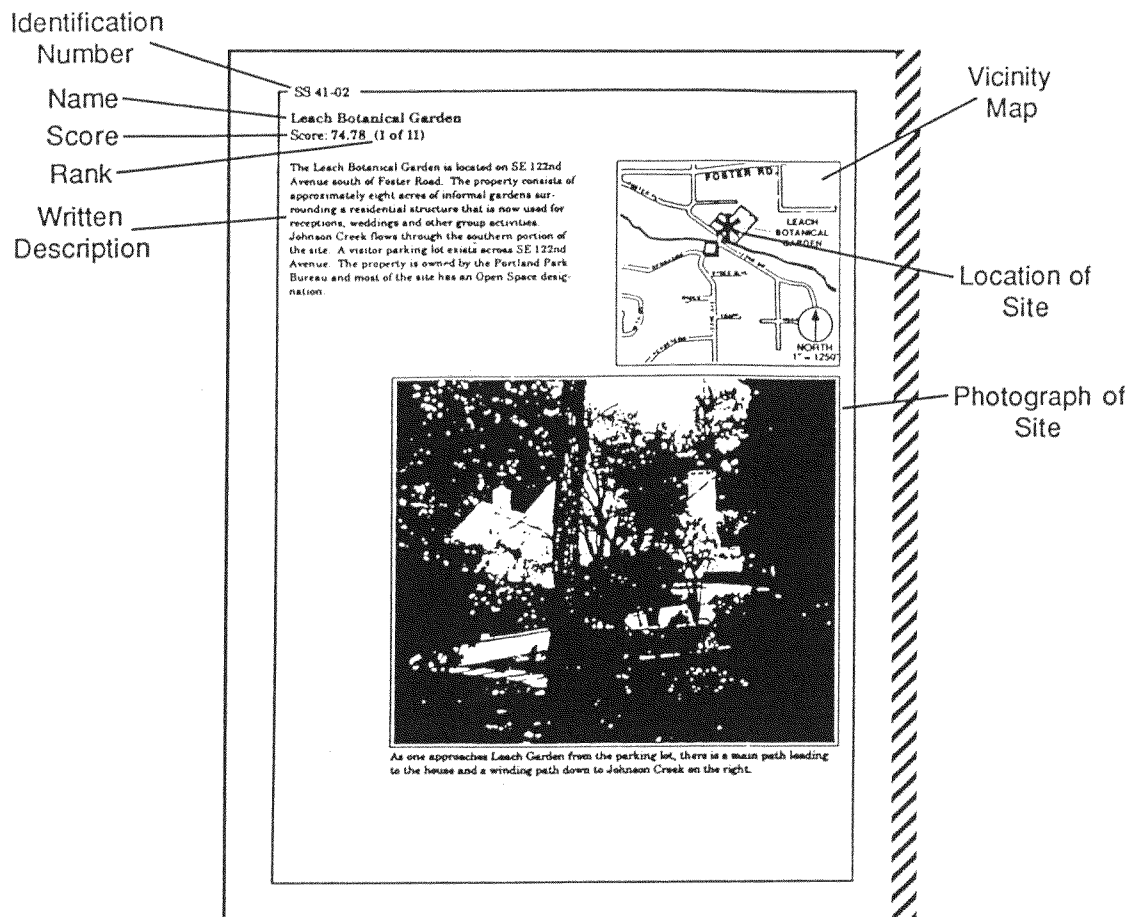 Identification
Number
Name
Score
Rank
Written
Description
SS 41-02
Leach Botanical Garden
Score: 74.78 (1 of 11)
The Leach Botanical Garden is located on SE 122nd
Avenue south of Foster Road. The property consists of
approximately eight acres of informal gardens sur-
rounding a residential structure that is now used for
receptions, weddings and other group activities.
Johnson Creek flows through the southern portion of
the site. A visitor parking lot exists across SE 122nd
Avenue. The property is owned by the Portland Park
Bureau and most of the site has an Open Space desig-
nation.
FOSTER RD.
LEACH
BOTANICAL
GARDEN
NORTH
1" = 1250'
Vicinity
Map
Location of
Site
Photograph of
Site
As one approaches Leach Garden from the parking lot, there is a main path leading
to the house and a winding path down to Johnson Creek on the right.